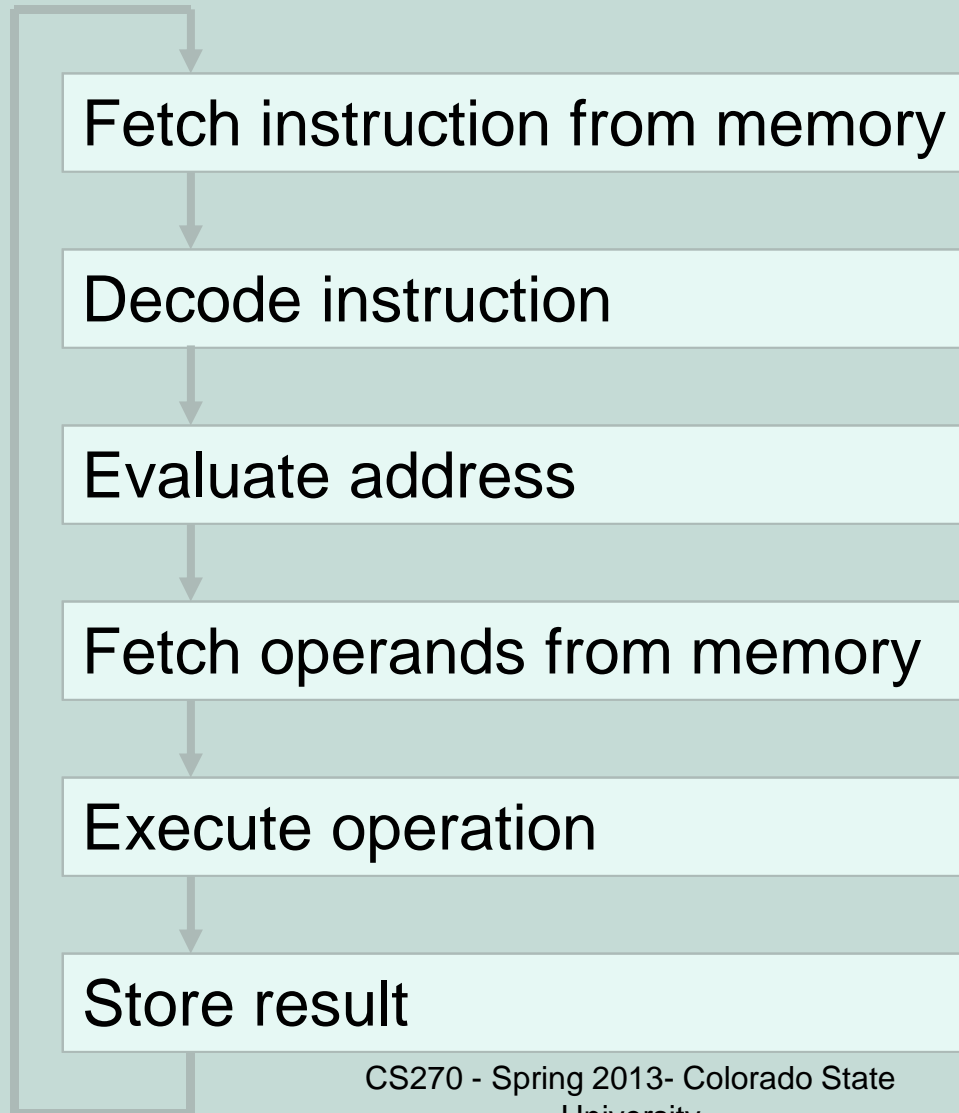 Fetch instruction from memory
Decode instruction
Evaluate address
Fetch operands from memory
Execute operation
Store result
CS270 - Spring 2013- Colorado State
University